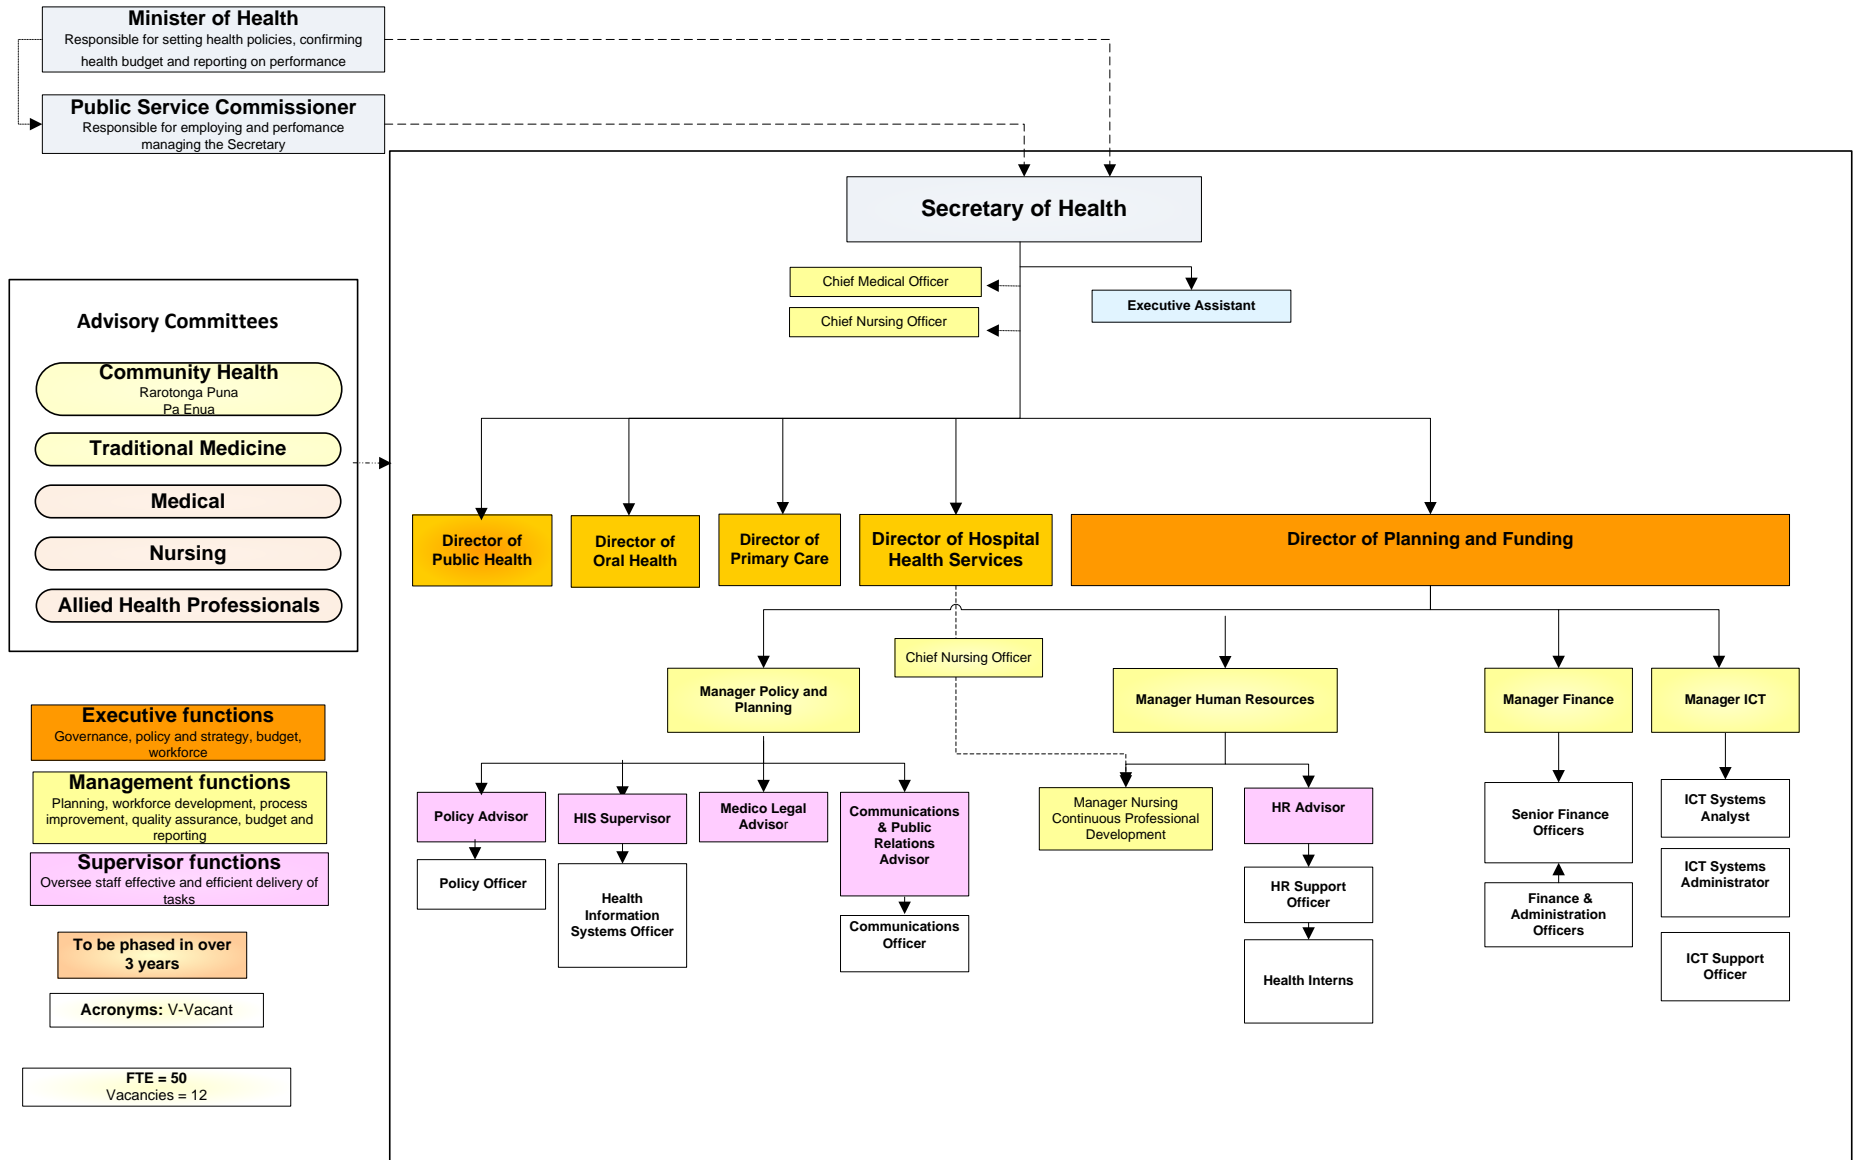 Minister of Health
Responsible for setting health policies, confirming
health budget and reporting on performance
Public Service Commissioner
Responsible for employing and perfomance
managing the Secretary
Secretary of Health
Chief Medical Officer
Executive Assistant
Chief Nursing Officer
Advisory Committees
Community Health
Rarotonga Puna
Pa Enua
Traditional Medicine
Medical
Nursing
Allied Health Professionals
Director of
Public Health
Director of
Oral Health
Director of
Primary Care
Director of Hospital
Health Services
Director of Planning and Funding
Chief Nursing Officer
Manager Policy and
Planning
Manager Human Resources
Manager Finance
Manager ICT
Policy Advisor
HIS Supervisor
Medico Legal
Advisor
Communications
& Public
Relations
Advisor
Manager Nursing
Continuous Professional
Development
HR Advisor
Senior Finance
Officers
ICT Systems
Analyst
Policy Officer
Health
Information
Systems Officer
Communications
Officer
HR Support
Officer
Health Interns
Finance &
Administration
Officers
ICT Systems
Administrator
ICT Support
Officer
Executive functions
Governance, policy and strategy, budget,
workforce
Management functions
Planning, workforce development, process
improvement, quality assurance, budget and
reporting
Supervisor functions
Oversee staff effective and efficient delivery of
tasks
To be phased in over
3 years
Acronyms: V-Vacant
FTE = 50
Vacancies = 12